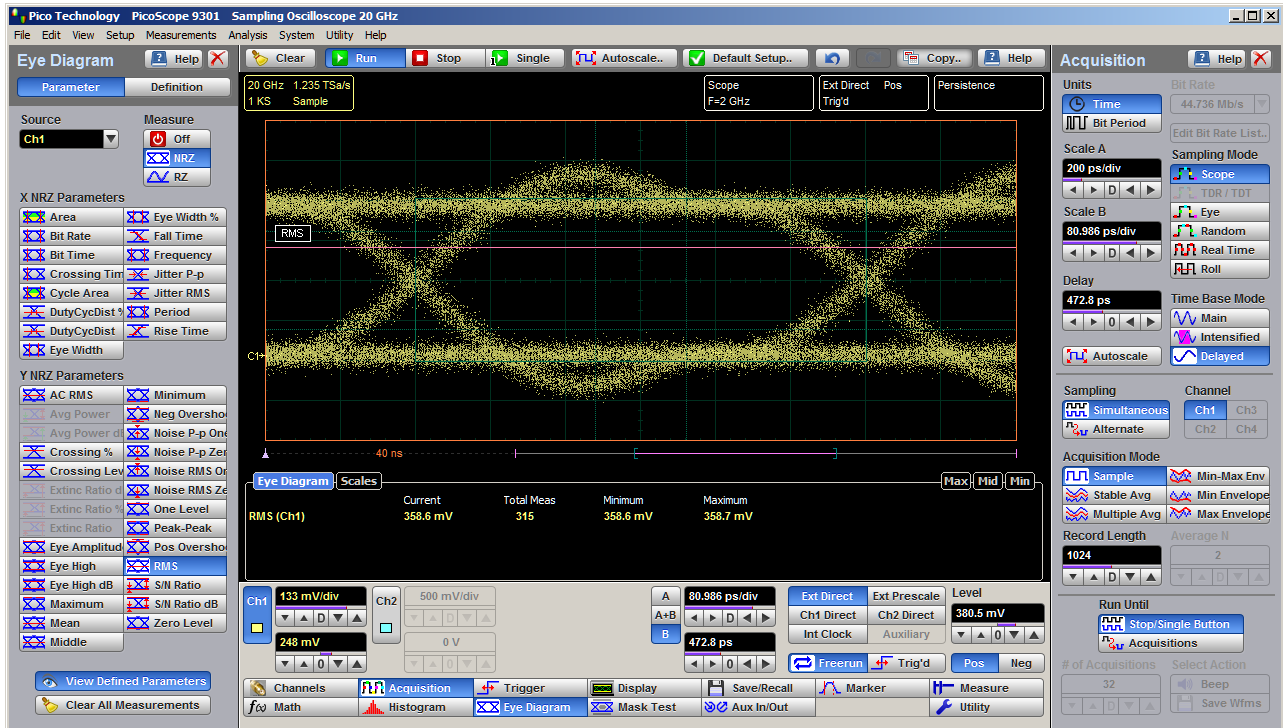 Pico Technology PicoScope 9301 Sampling Oscilloscope 20 GHz
File Edit View Setup Measurements Analysis System Utility Help
Eye Diagram Help
Parameter Definition
Source Measure
Ch1 Off
NRZ
RZ
X NRZ Parameters
Area Eye Width %
Bit Rate Fall Time
Bit Time Frequency
Crossing Tim Jitter P-p
Cycle Area Jitter RMS
DutyCycDist % Period
DutyCycDist Rise Time
Eye Width
Y NRZ Parameters
AC RMS Minimum
Avg Power Neg Oversho
Avg Power dB Noise P-p One
Crossing % Noise P-p Zer
Crossing Lev Noise RMS On
Extinc Ratio d Noise RMS Ze
Extinc Ratio % One Level
Extinc Ratio Peak-Peak
Eye Amplitud Pos Oversho
Eye High RMS
Eye High dB S/N Ratio
Maximum S/N Ratio dB
Mean Zero Level
Middle
View Defined Parameters
Clear All Measurements
Clear Run Stop Single Autoscale.. Default Setup.. Copy.. Help
20 GHz 1.235 TSa/s
1 KS Sample
Scope
F=2 GHz
Ext Direct Pos
Trig'd
Persistence
RMS
C1
40 ns
Eye Diagram Scales Max Mid Min
Current Total Meas Minimum Maximum
RMS (Ch1) 358.6 mV 315 358.6 mV 358.7 mV
Ch1 133 mV/div
D
248 mV
0
Ch2 500 mV/div
D
0 V
0
A
A+B
B
80.986 ps/div
D
472.8 ps
0
Ext Direct Ext Prescale
Ch1 Direct Ch2 Direct
Int Clock Auxiliary
Freerun Trig'd
Level
380.5 mV
0
Pos Neg
Channels Acquisition Trigger Display Save/Recall Marker Measure
Math Histogram Eye Diagram Mask Test Aux In/Out Utility
Acquisition Help
Units
Time
Bit Period
Scale A
200 ps/div
D
Scale B
80.986 ps/div
D
Delay
472.8 ps
0
Autoscale
Bit Rate
44.736 Mb/s
Edit Bit Rate List..
Sampling Mode
Scope
TDR / TDT
Eye
Random
Real Time
Roll
Time Base Mode
Main
Intensified
Delayed
Sampling Channel
Simultaneous Ch1 Ch3
Alternate Ch2 Ch4
Acquisition Mode
Sample Min-Max Env
Stable Avg Min Envelope
Multiple Avg Max Envelope
Record Length Average N
1024 2
D D
Run Until
Stop/Single Button
Acquisitions
# of Acquisitions Select Action
32 Beep
D Save Wfms